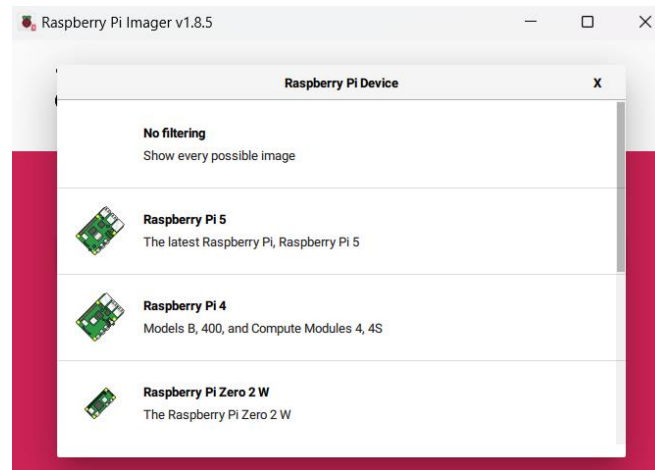 Raspberry Pi Imager v1.8.5
Raspberry Pi Device X
No filtering
Show every possible image
Raspberry Pi 5
The latest Raspberry Pi, Raspberry Pi 5
Raspberry Pi 4
Models B, 400, and Compute Modules 4, 4S
Raspberry Pi Zero 2 W
The Raspberry Pi Zero 2 W